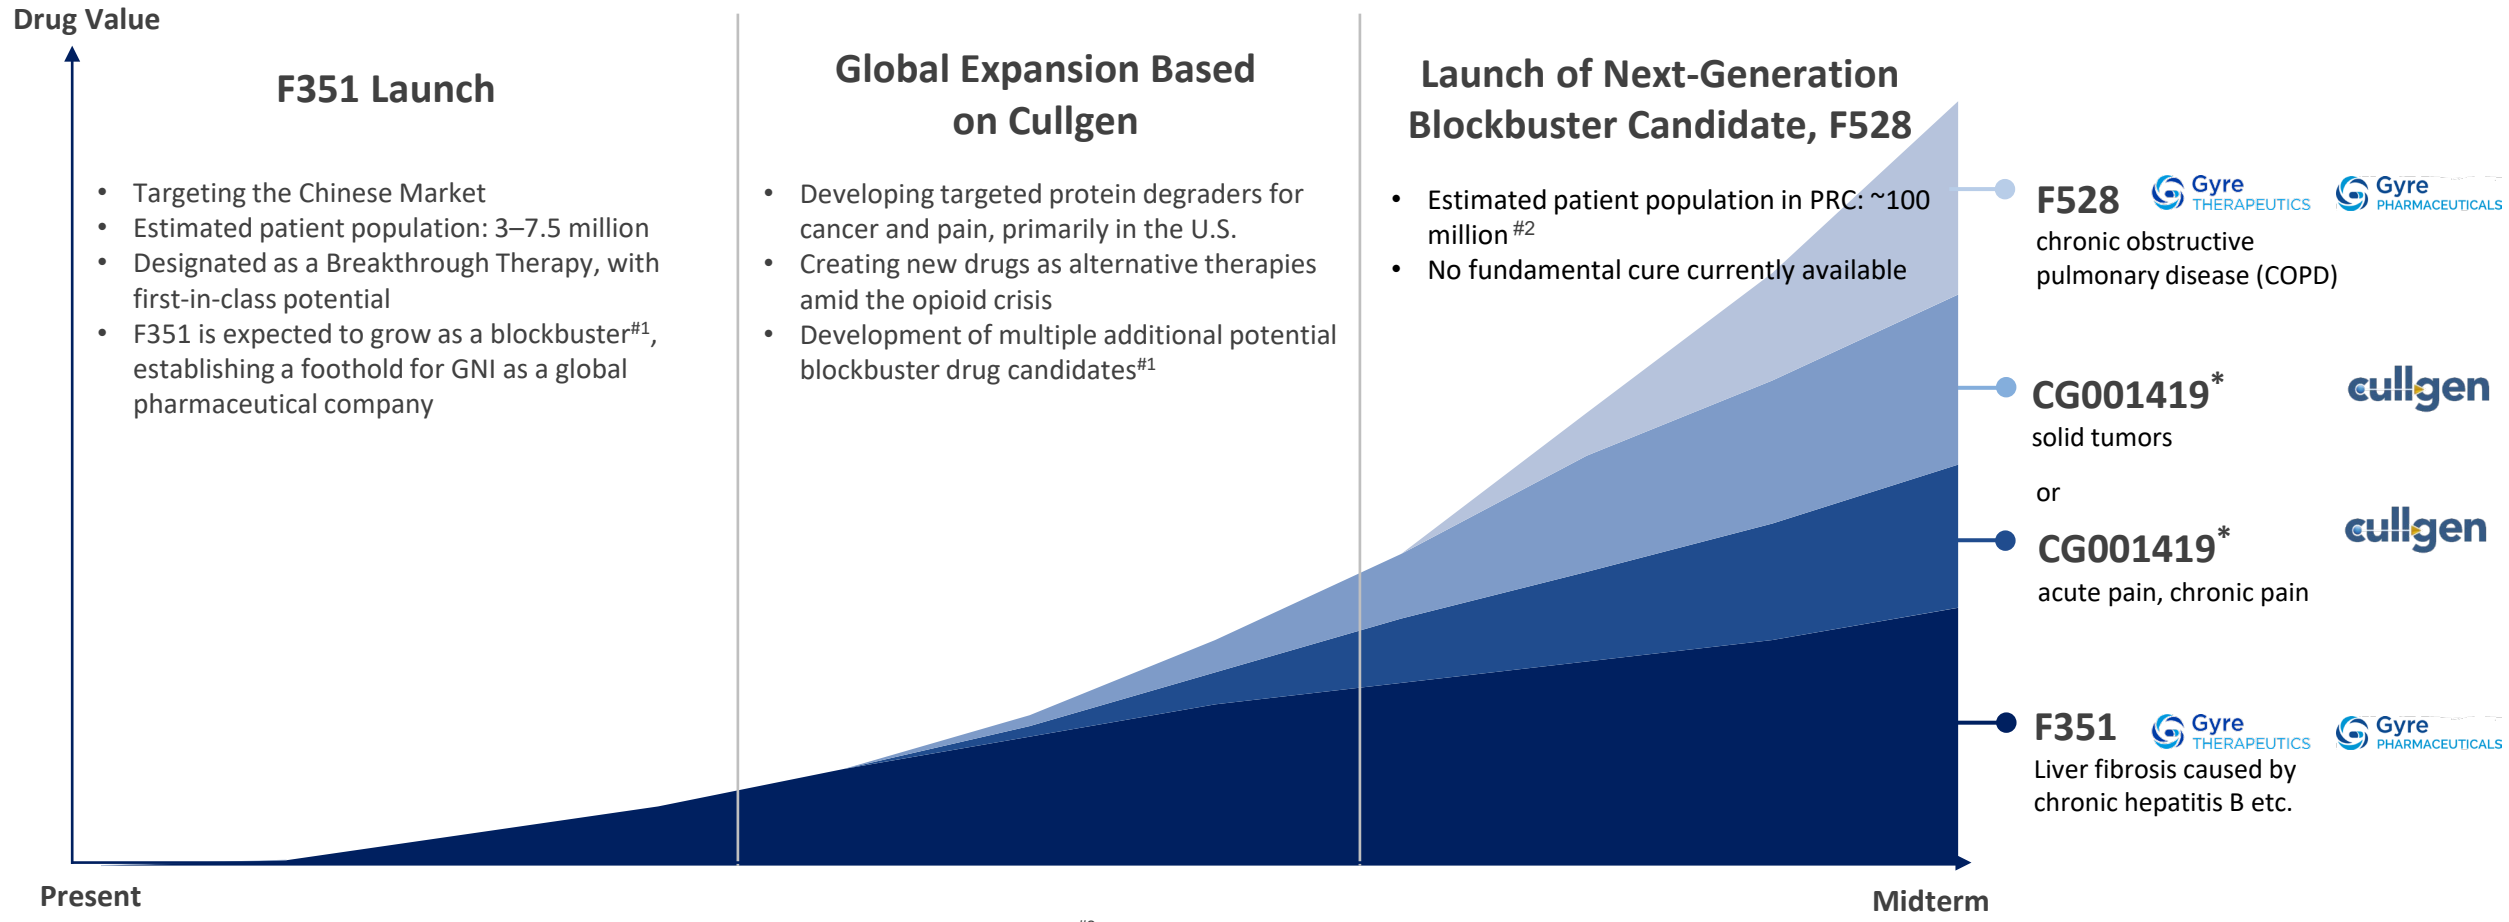 Drug Value
F351 Launch
• Targeting the Chinese Market
• Estimated patient population: 3–7.5 million
• Designated as a Breakthrough Therapy, with
first-in-class potential
• F351 is expected to grow as a blockbuster#1,
establishing a foothold for GNI as a global
pharmaceutical company
Global Expansion Based
on Cullgen
• Developing targeted protein degraders for
cancer and pain, primarily in the U.S.
• Creating new drugs as alternative therapies
amid the opioid crisis
• Development of multiple additional potential
blockbuster drug candidates#1
Launch of Next-Generation
Blockbuster Candidate, F528
• Estimated patient population in PRC: ~100
million #2
• No fundamental cure currently available
F528
Gyre
THERAPEUTICS
Gyre
PHARMACEUTICALS
chronic obstructive
pulmonary disease (COPD)
CG001419*
cullgen
solid tumors
or
CG001419*
cullgen
acute pain, chronic pain
F351
Gyre
THERAPEUTICS
Gyre
PHARMACEUTICALS
Liver fibrosis caused by
chronic hepatitis B etc.
Present
Midterm